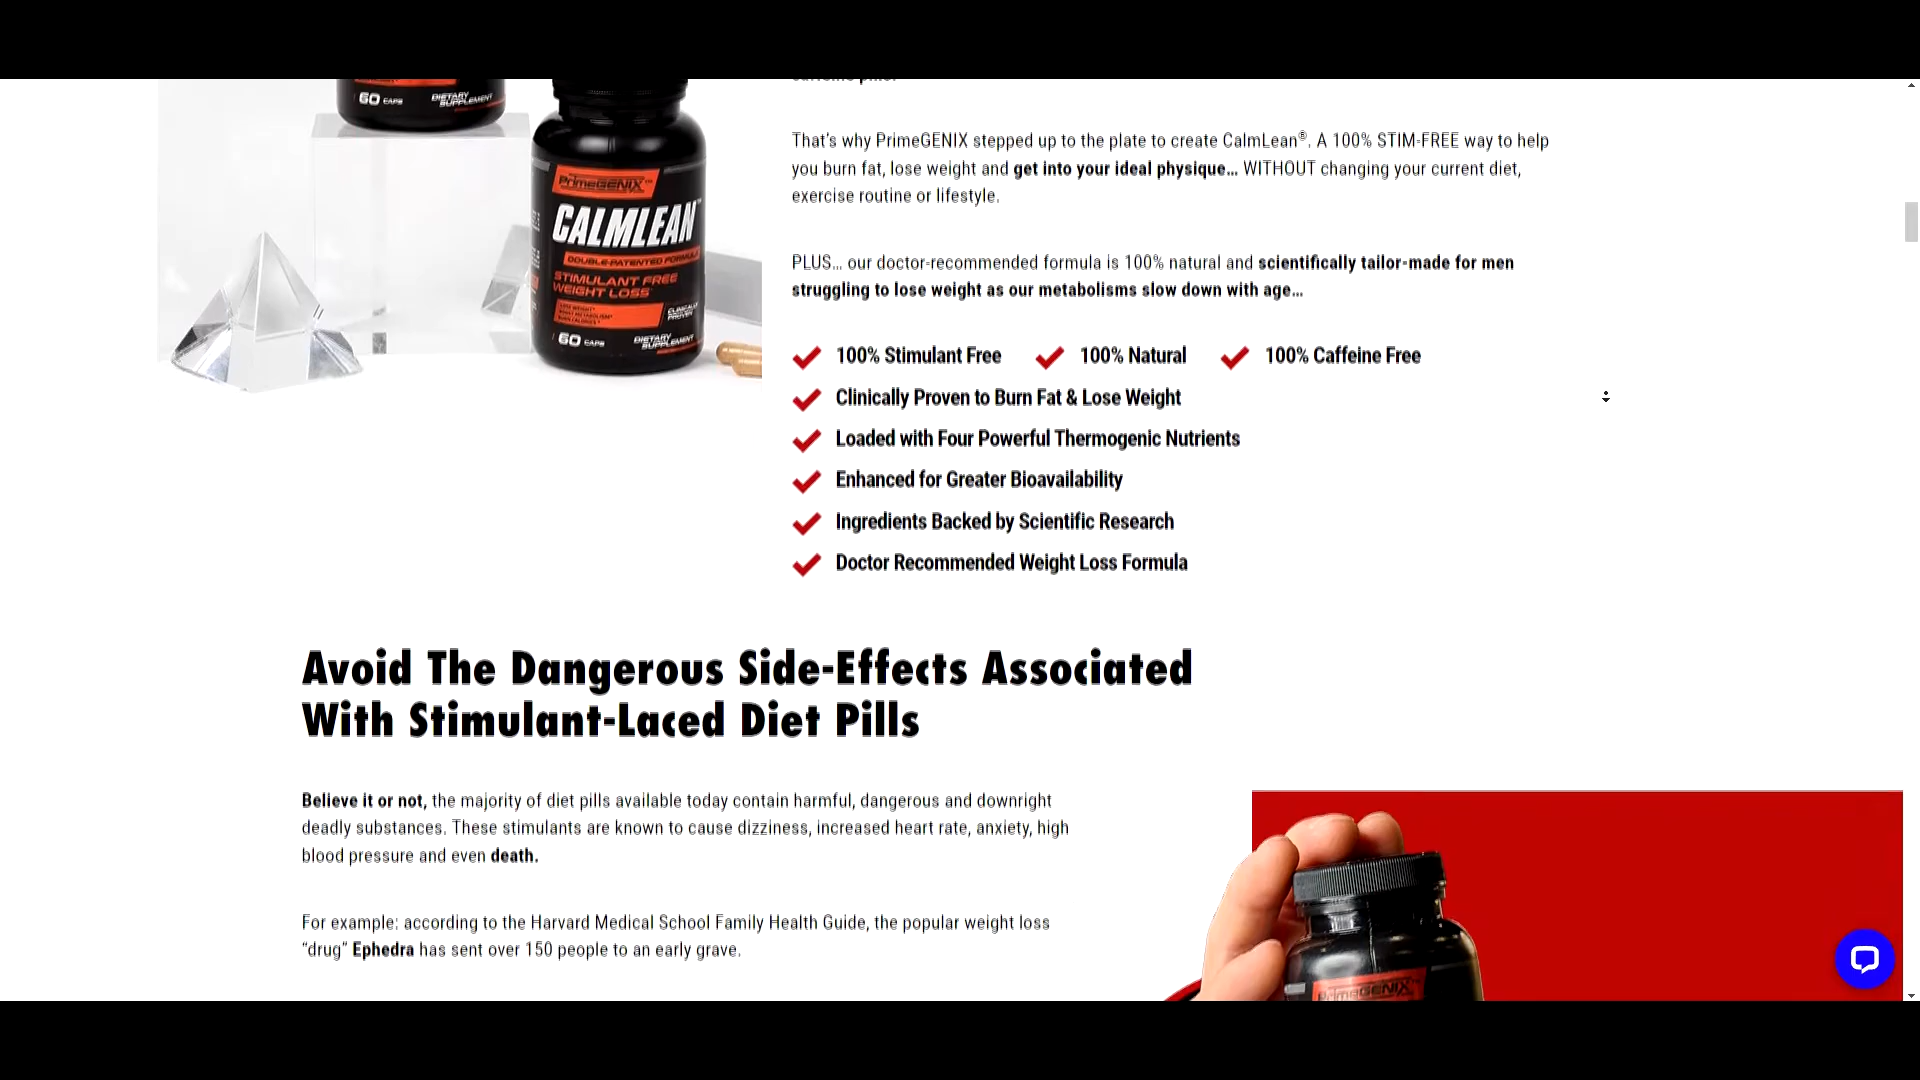 60 CAPS
DIETARY
SUPPLEMENT
PrimeGENIX™
CALMLEAN™
DOUBLE-PATENTED FORMULA
STIMULANT FREE
WEIGHT LOSS
CLINICALLY
PROVEN
60 CAPS
DIETARY
SUPPLEMENT
That's why PrimeGENIX stepped up to the plate to create CalmLean®. A 100% STIM-FREE way to help
you burn fat, lose weight and get into your ideal physique... WITHOUT changing your current diet,
exercise routine or lifestyle.
PLUS... our doctor-recommended formula is 100% natural and scientifically tailor-made for men
struggling to lose weight as our metabolisms slow down with age...
100% Stimulant Free 100% Natural 100% Caffeine Free
Clinically Proven to Burn Fat & Lose Weight
Loaded with Four Powerful Thermogenic Nutrients
Enhanced for Greater Bioavailability
Ingredients Backed by Scientific Research
Doctor Recommended Weight Loss Formula
Avoid The Dangerous Side-Effects Associated
With Stimulant-Laced Diet Pills
Believe it or not, the majority of diet pills available today contain harmful, dangerous and downright
deadly substances. These stimulants are known to cause dizziness, increased heart rate, anxiety, high
blood pressure and even death.
For example: according to the Harvard Medical School Family Health Guide, the popular weight loss
“drug” Ephedra has sent over 150 people to an early grave.
PrimeGENIX